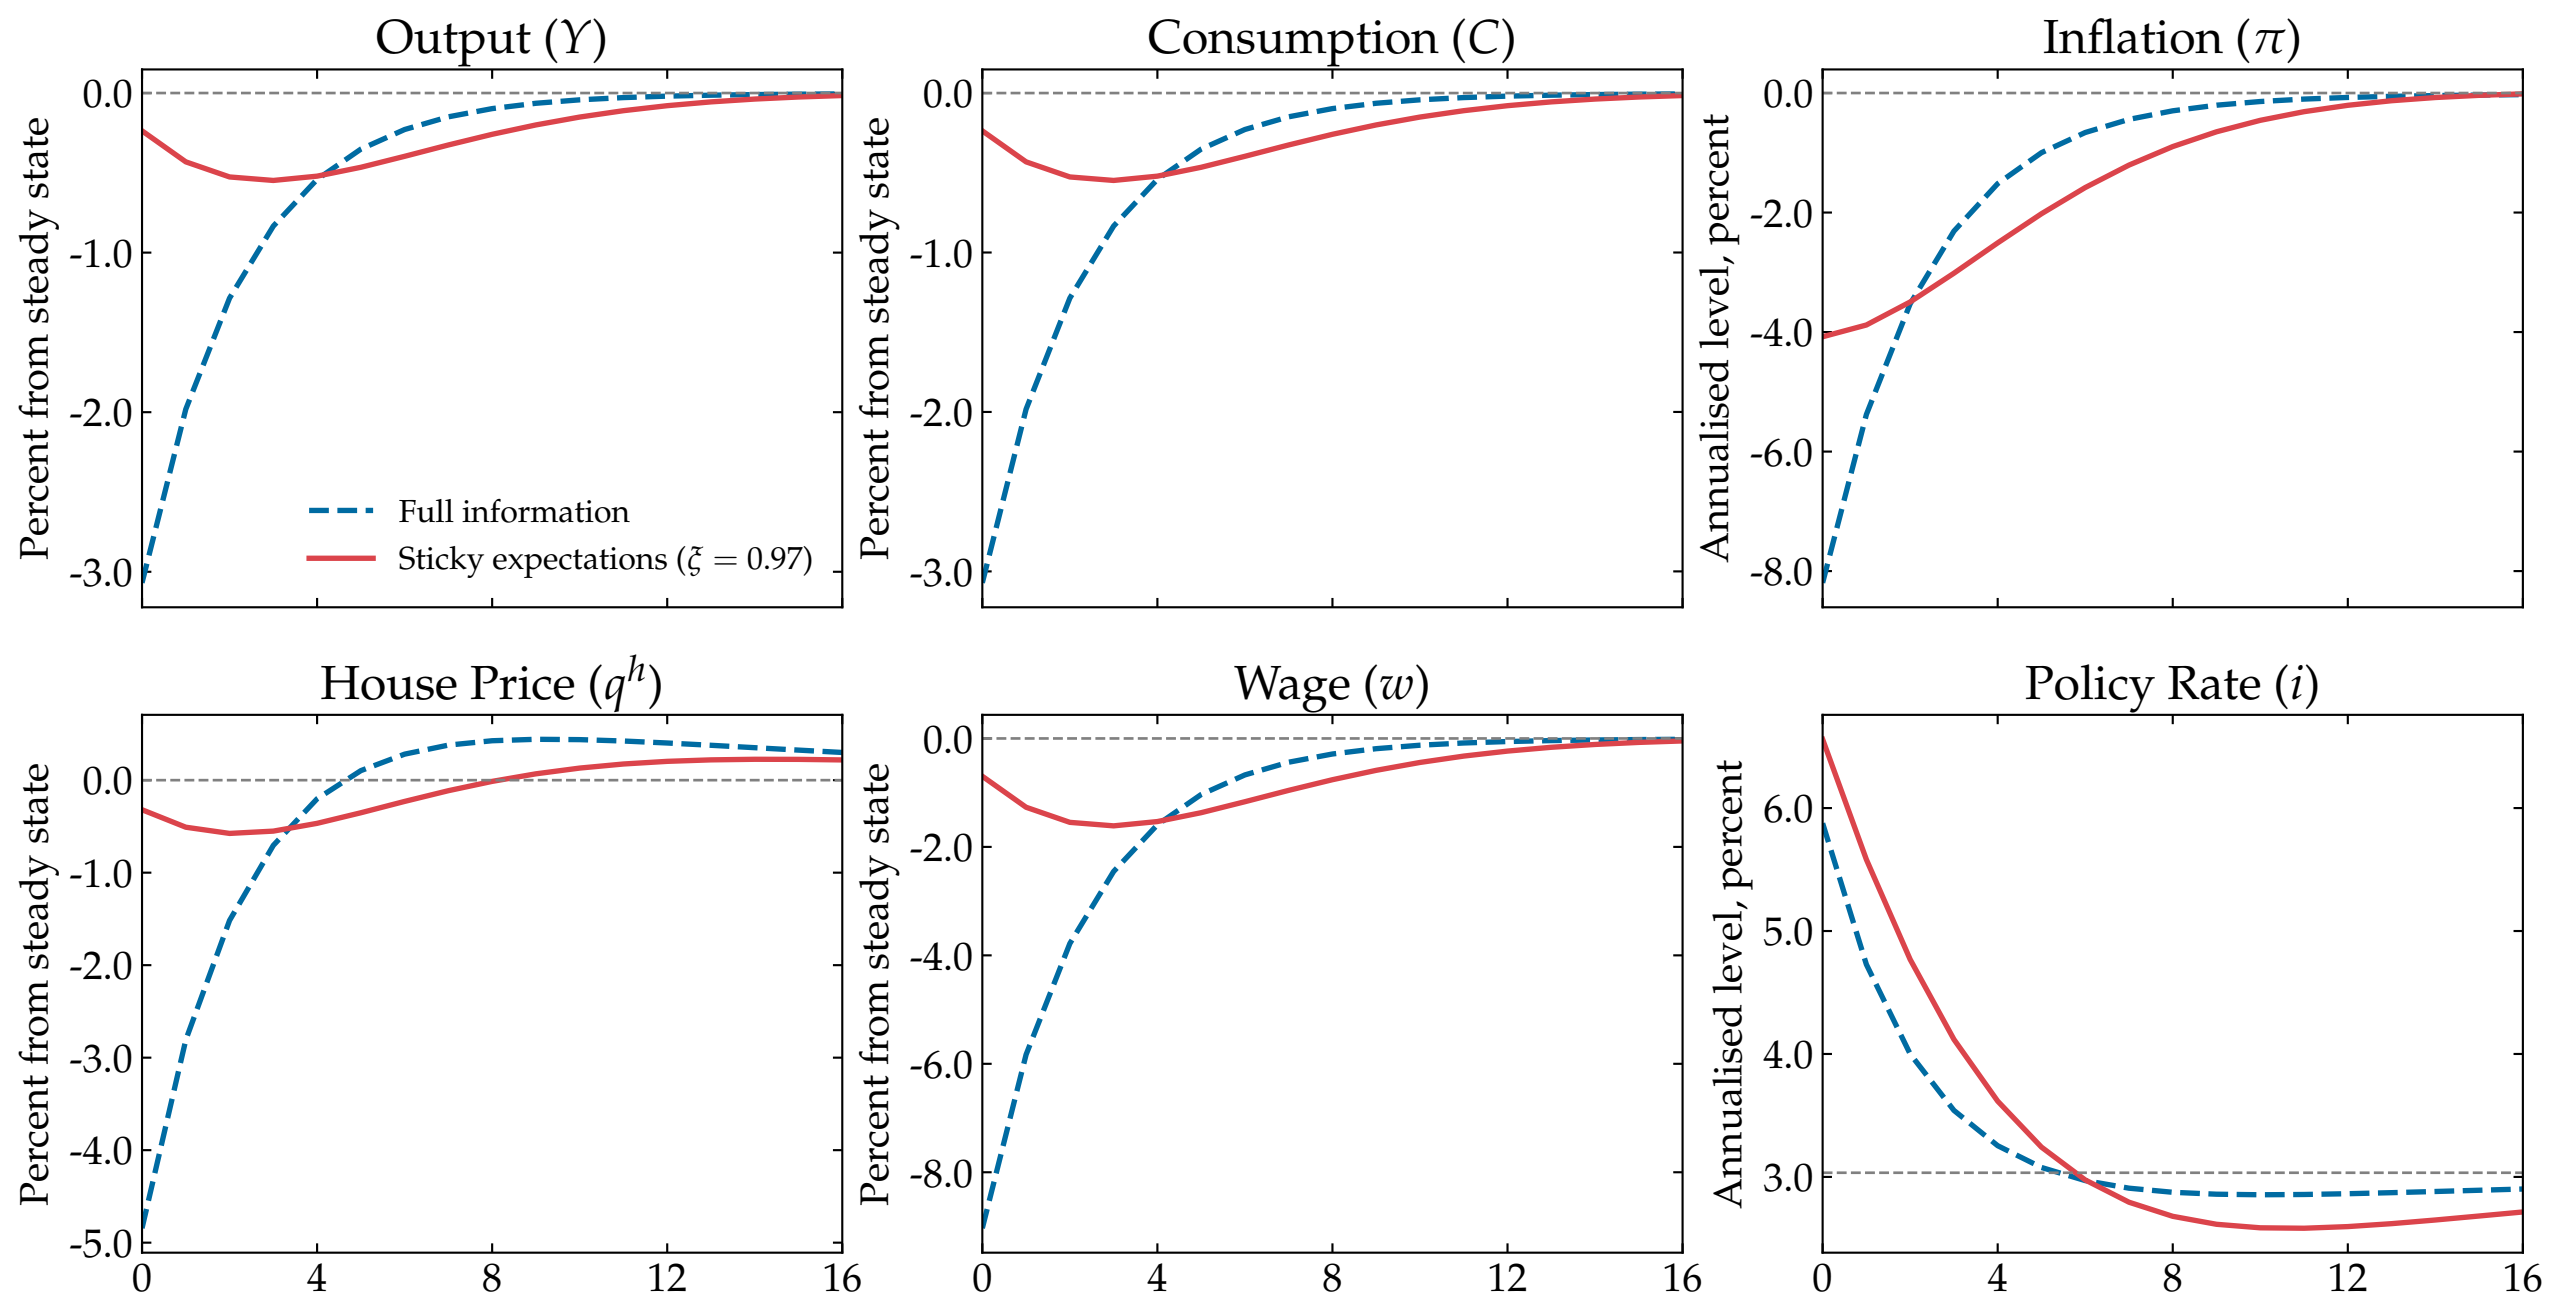 Output (Y)
Percent from steady state
0.0
-1.0
-2.0
-3.0
Full information
Sticky expectations (ξ = 0.97)
Consumption (C)
Percent from steady state
0.0
-1.0
-2.0
-3.0
Inflation (π)
Annualised level, percent
0.0
-2.0
-4.0
-6.0
-8.0
House Price (qʰ)
Percent from steady state
0.0
-1.0
-2.0
-3.0
-4.0
-5.0
0 4 8 12 16
Wage (w)
Percent from steady state
0.0
-2.0
-4.0
-6.0
-8.0
0 4 8 12 16
Policy Rate (i)
Annualised level, percent
6.0
5.0
4.0
3.0
0 4 8 12 16